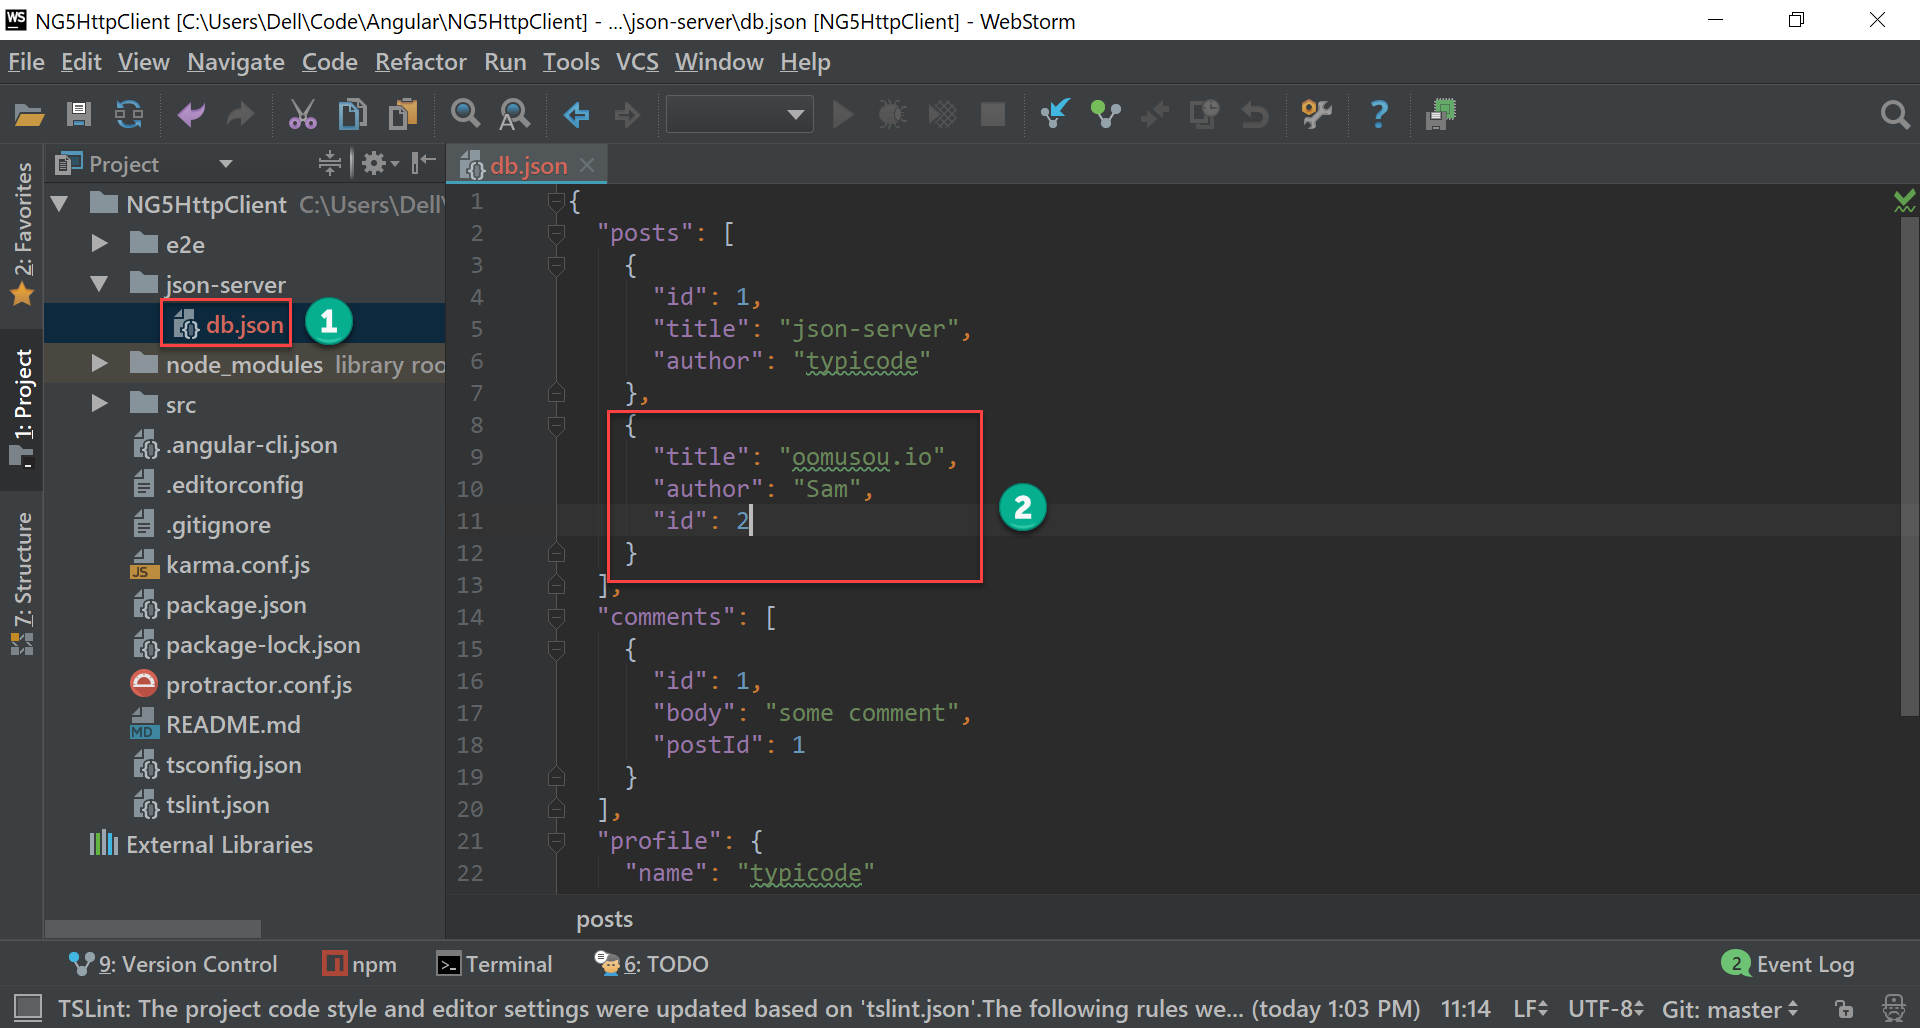 WS NG5HttpClient [C:\Users\Dell\Code\Angular\NG5HttpClient] - ...\json-server\db.json [NG5HttpClient] - WebStorm
File Edit View Navigate Code Refactor Run Tools VCS Window Help
Project
db.json
2: Favorites
1: Project
7: Structure
NG5HttpClient C:\Users\Dell\
e2e
json-server
db.json 1
node_modules library roo
src
.angular-cli.json
.editorconfig
.gitignore
karma.conf.js
package.json
package-lock.json
protractor.conf.js
README.md
tsconfig.json
tslint.json
External Libraries
1 {
2 "posts": [
3 {
4 "id": 1,
5 "title": "json-server",
6 "author": "typicode"
7 },
8 {
9 "title": "oomusou.io",
10 "author": "Sam",
11 "id": 2
12 }
13 ],
14 "comments": [
15 {
16 "id": 1,
17 "body": "some comment",
18 "postId": 1
19 }
20 ],
21 "profile": {
22 "name": "typicode"
2
posts
9: Version Control npm Terminal 6: TODO 2 Event Log
TSLint: The project code style and editor settings were updated based on 'tslint.json'.The following rules we... (today 1:03 PM) 11:14 LF UTF-8 Git: master